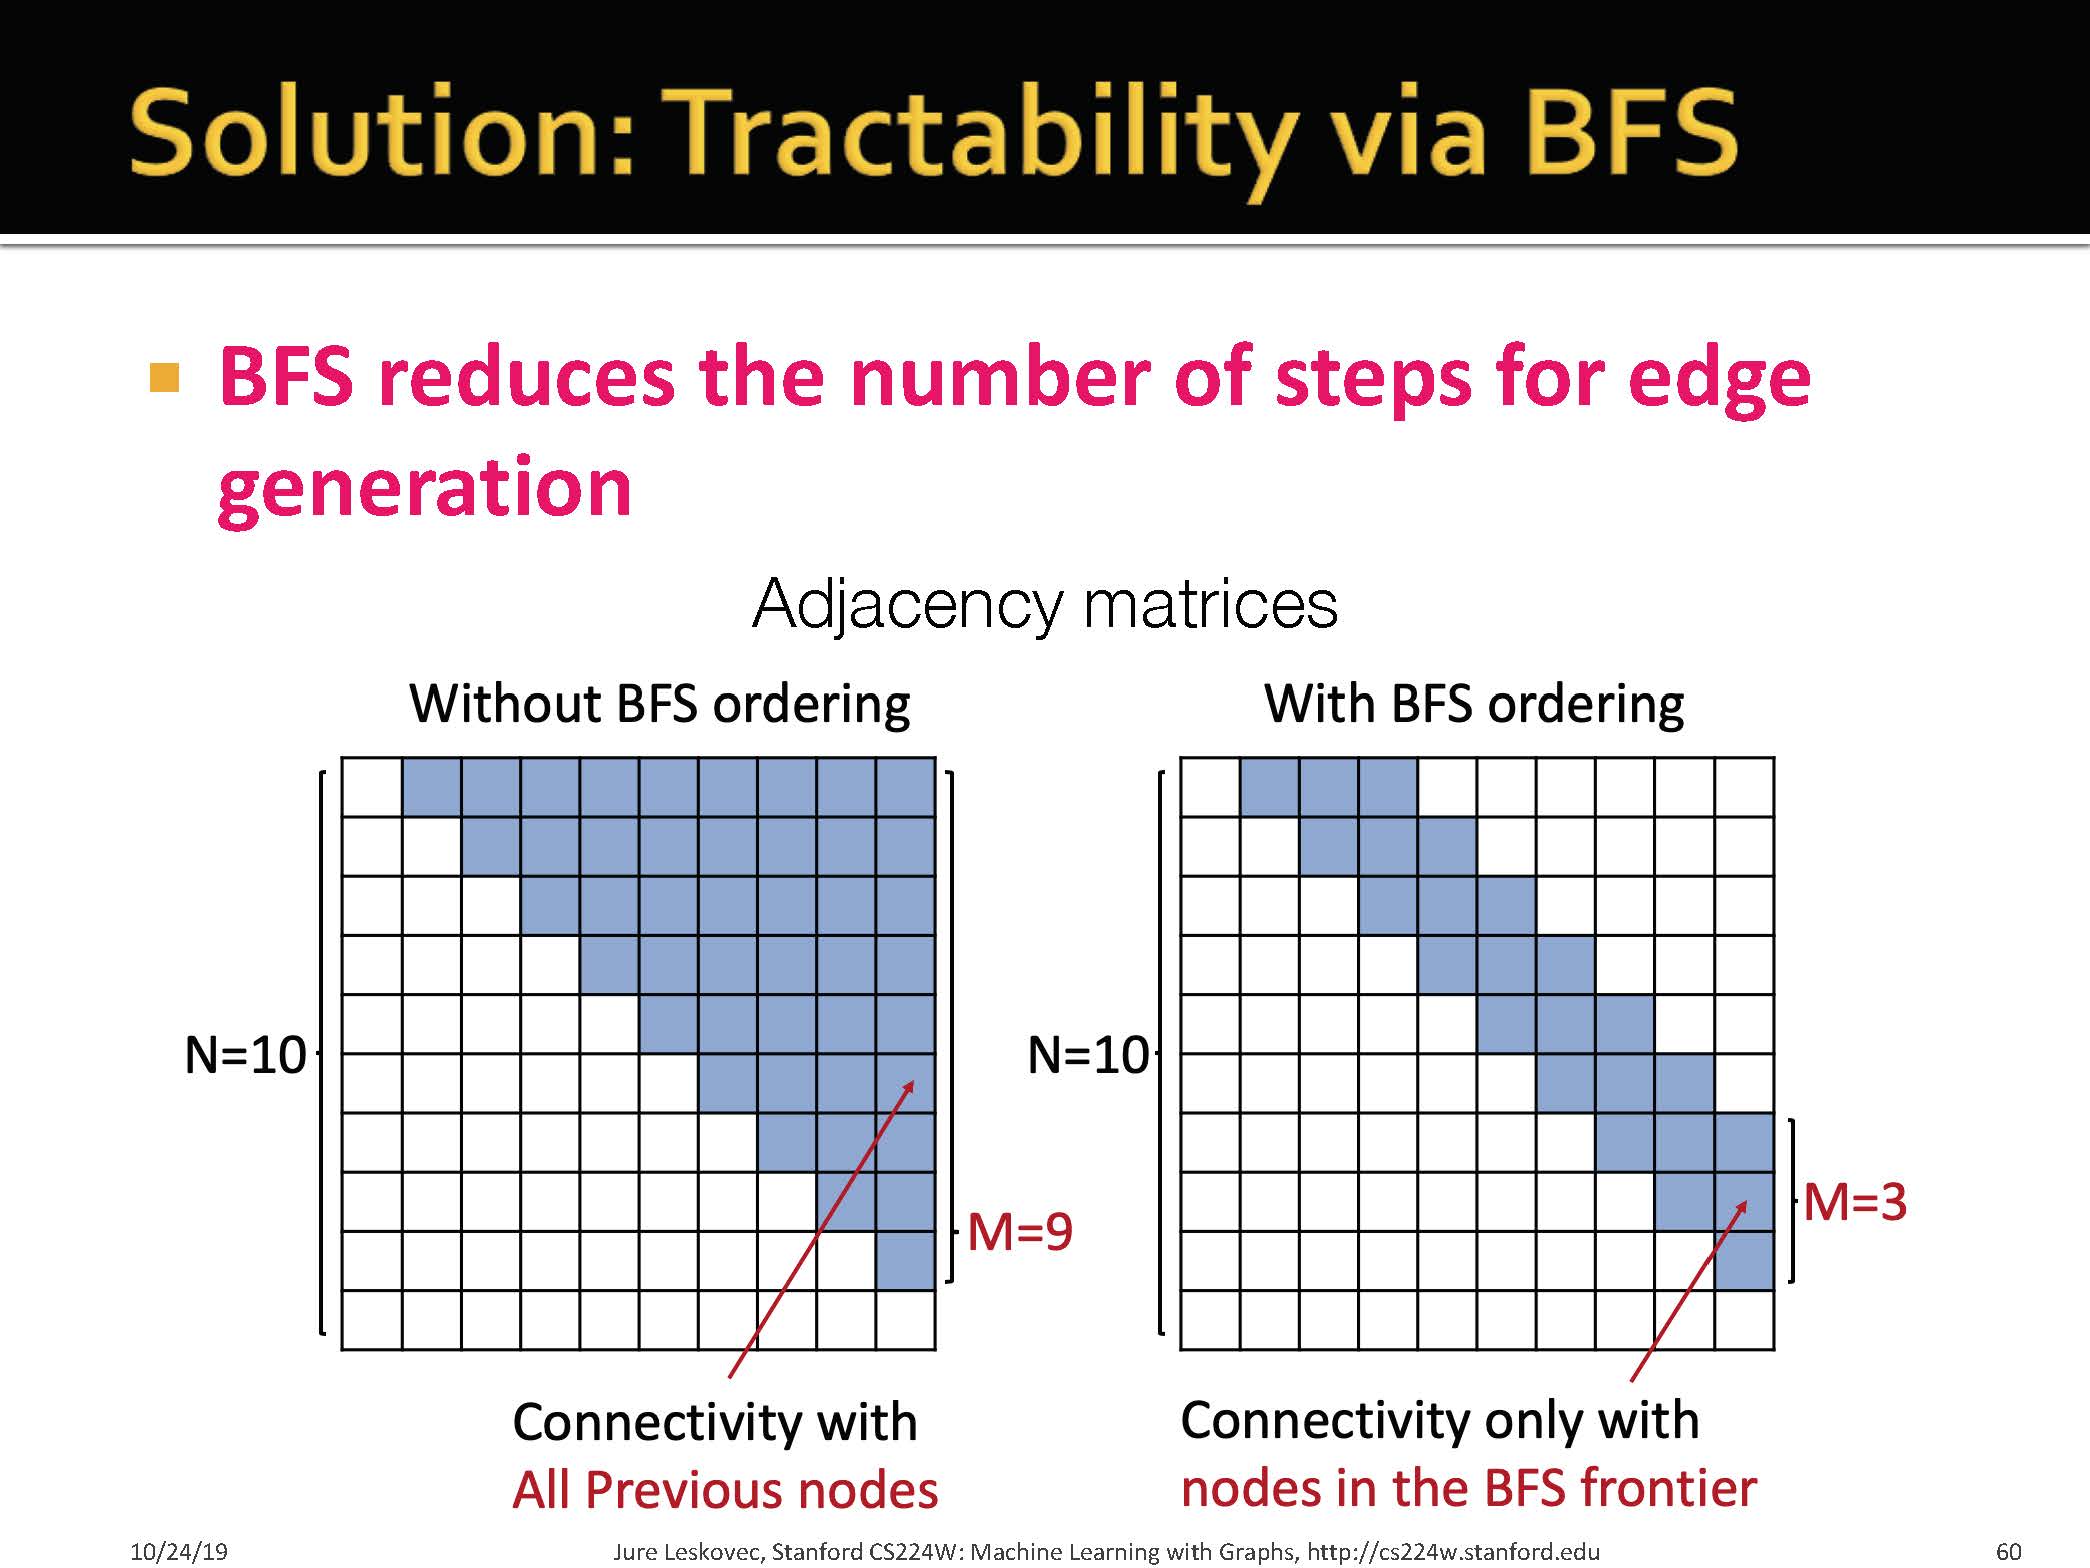 Solution: Tractability via BFS
BFS reduces the number of steps for edge
generation
Adjacency matrices
Without BFS ordering
With BFS ordering
N=10
M=9
N=10
M=3
Connectivity with
All Previous nodes
Connectivity only with
nodes in the BFS frontier
10/24/19
Jure Leskovec, Stanford CS224W: Machine Learning with Graphs, http://cs224w.stanford.edu
60